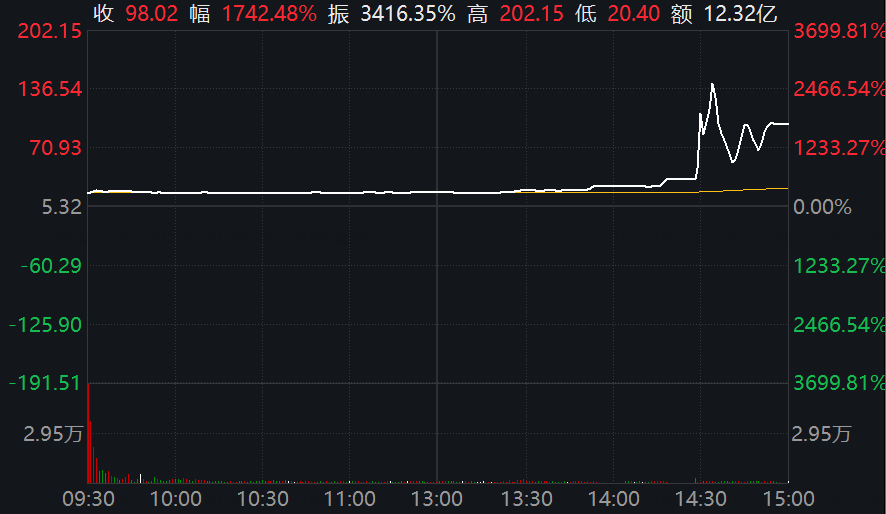 收 98.02 幅 1742.48% 振 3416.35% 高 202.15 低 20.40 额 12.32亿
202.15 3699.81%
136.54 2466.54%
70.93 1233.27%
5.32 0.00%
-60.29 1233.27%
-125.90 2466.54%
-191.51 3699.81%
2.95万 2.95万
09:30 10:00 10:30 11:00 13:00 13:30 14:00 14:30 15:00